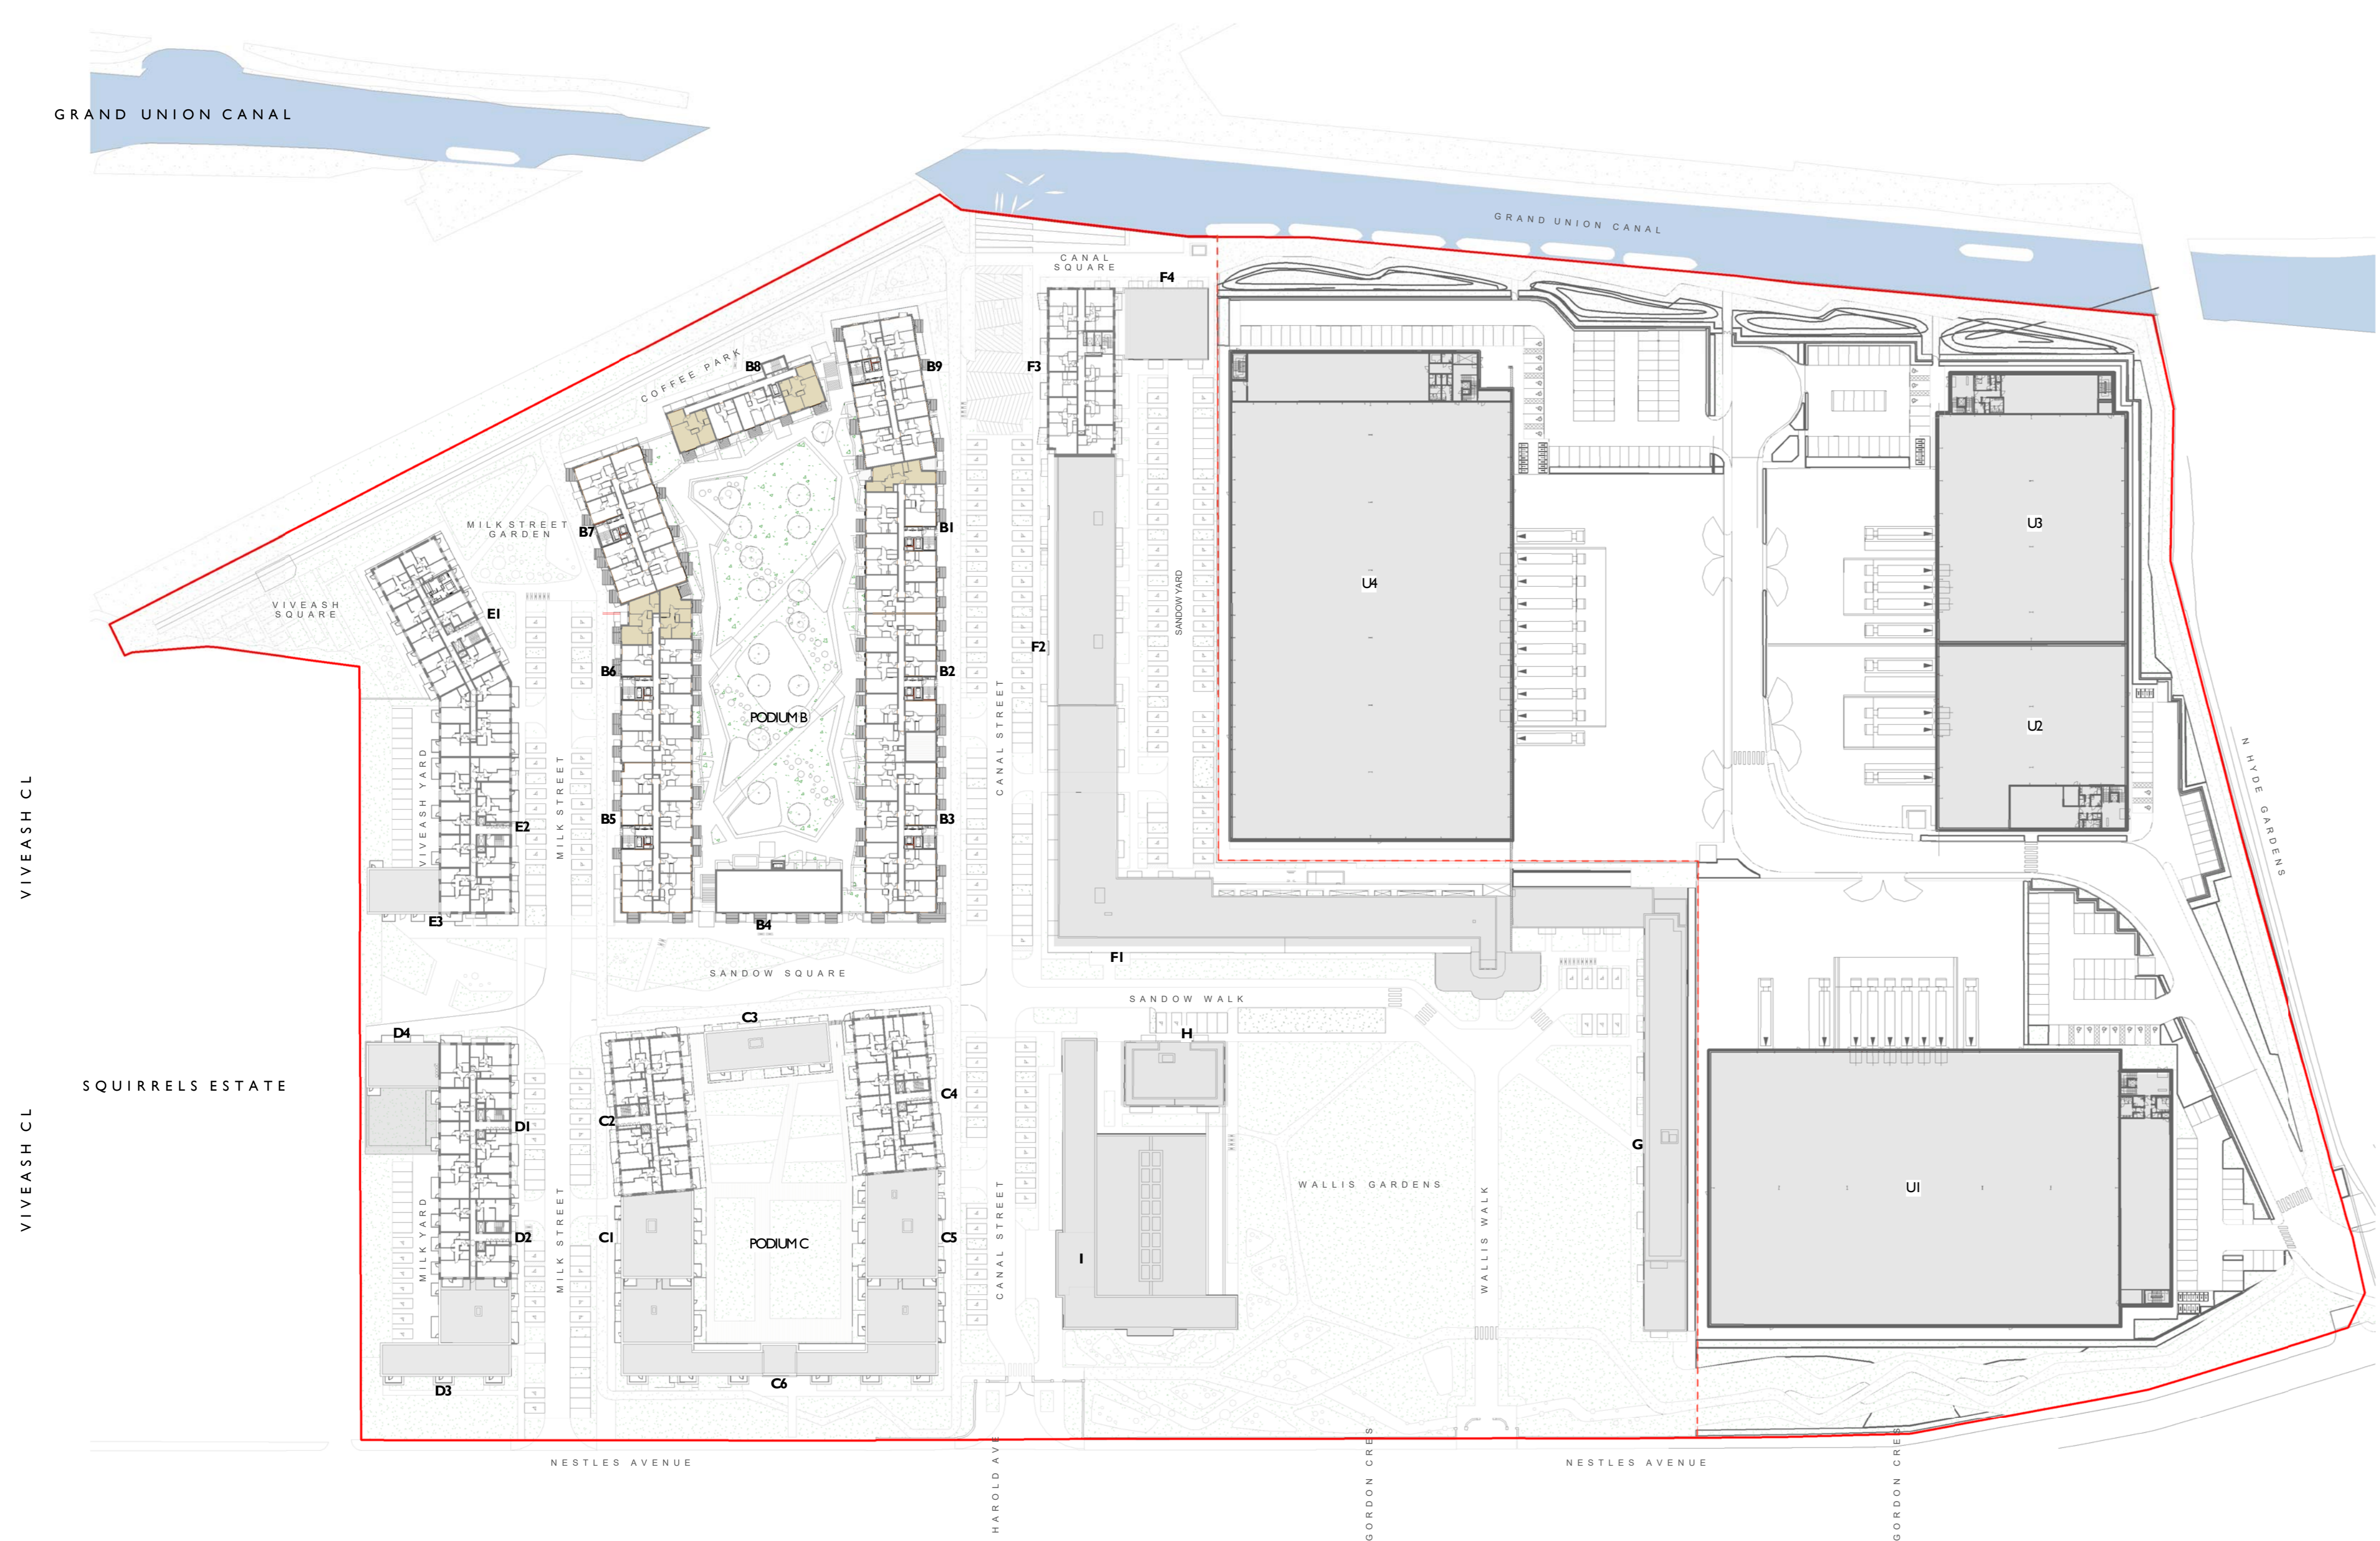 GRAND UNION CANAL
GRAND UNION CANAL
CANAL
SQUARE
F4
COFFEE PARK
B8
B9
F3
MILK STREET
GARDEN
B7
B1
U3
U4
VIVEASH
SQUARE
E1
SANDOW YARD
B6
B2
F2
PODIUM B
U2
CANAL STREET
N HYDE GARDENS
VIVEASH CL
VIVEASH YARD
MILK STREET
B5
B3
E2
E3
B4
F1
SANDOW SQUARE
SANDOW WALK
D4
C3
H
SQUIRRELS ESTATE
C4
C2
D1
G
VIVEASH CL
WALLIS GARDENS
U1
MILK YARD
MILK STREET
CANAL STREET
WALLIS WALK
D2
C1
PODIUM C
C5
I
D3
C6
NESTLES AVENUE
NESTLES AVENUE
HAROLD AVE
GORDON CRES
GORDON CRES